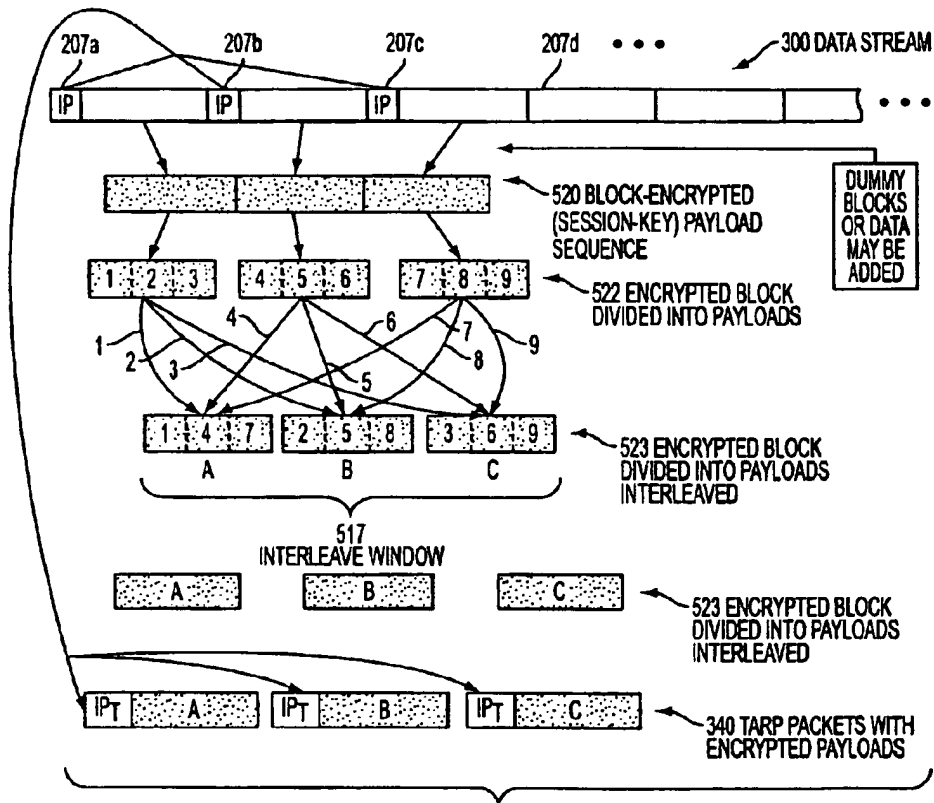 207a 207b 207c 207d • • •
300 DATA STREAM
IP IP IP • • •
DUMMY
BLOCKS
OR DATA
MAY BE
ADDED
520 BLOCK-ENCRYPTED
(SESSION-KEY) PAYLOAD
SEQUENCE
1 2 3 4 5 6 7 8 9
522 ENCRYPTED BLOCK
DIVIDED INTO PAYLOADS
1 2 3 4 5 6 7 8 9
1 4 7 2 5 8 3 6 9
A B C
523 ENCRYPTED BLOCK
DIVIDED INTO PAYLOADS
INTERLEAVED
517
INTERLEAVE WINDOW
A B C
523 ENCRYPTED BLOCK
DIVIDED INTO PAYLOADS
INTERLEAVED
IPT A IPT B IPT C
340 TARP PACKETS WITH
ENCRYPTED PAYLOADS